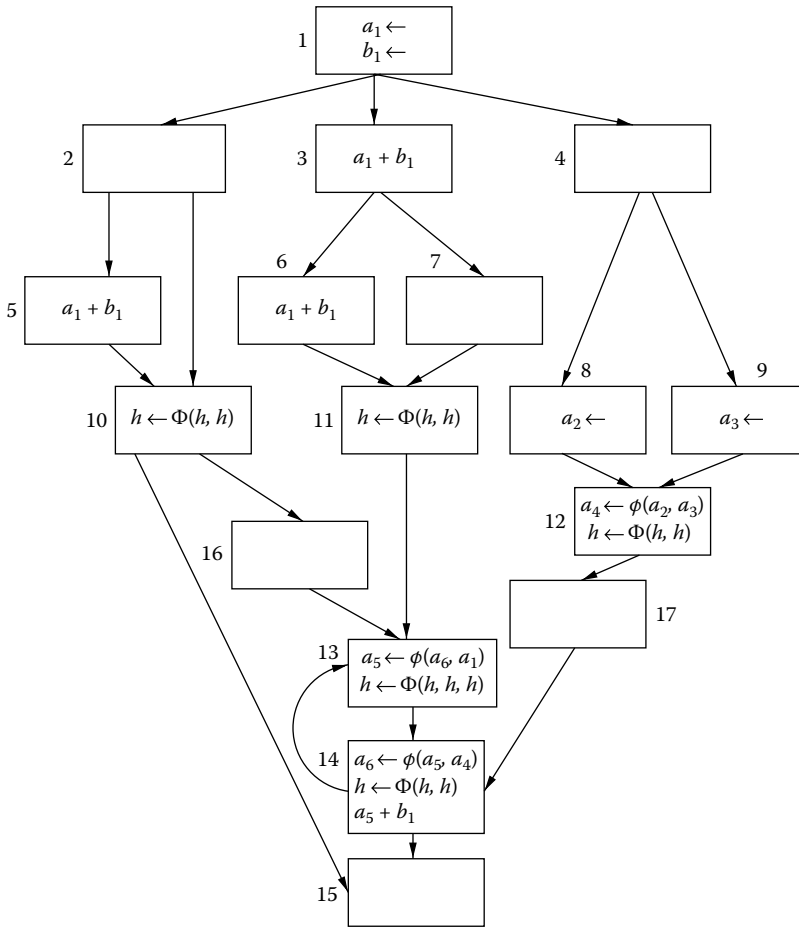 1
a₁ ←
b₁ ←
2
3
a₁ + b₁
4
5
a₁ + b₁
6
a₁ + b₁
7
8
a₂ ←
9
a₃ ←
10
h ← Φ(h, h)
11
h ← Φ(h, h)
12
a₄ ← ϕ(a₂, a₃)
h ← Φ(h, h)
16
17
13
a₅ ← ϕ(a₆, a₁)
h ← Φ(h, h, h)
14
a₆ ← ϕ(a₅, a₄)
h ← Φ(h, h)
a₅ + b₁
15